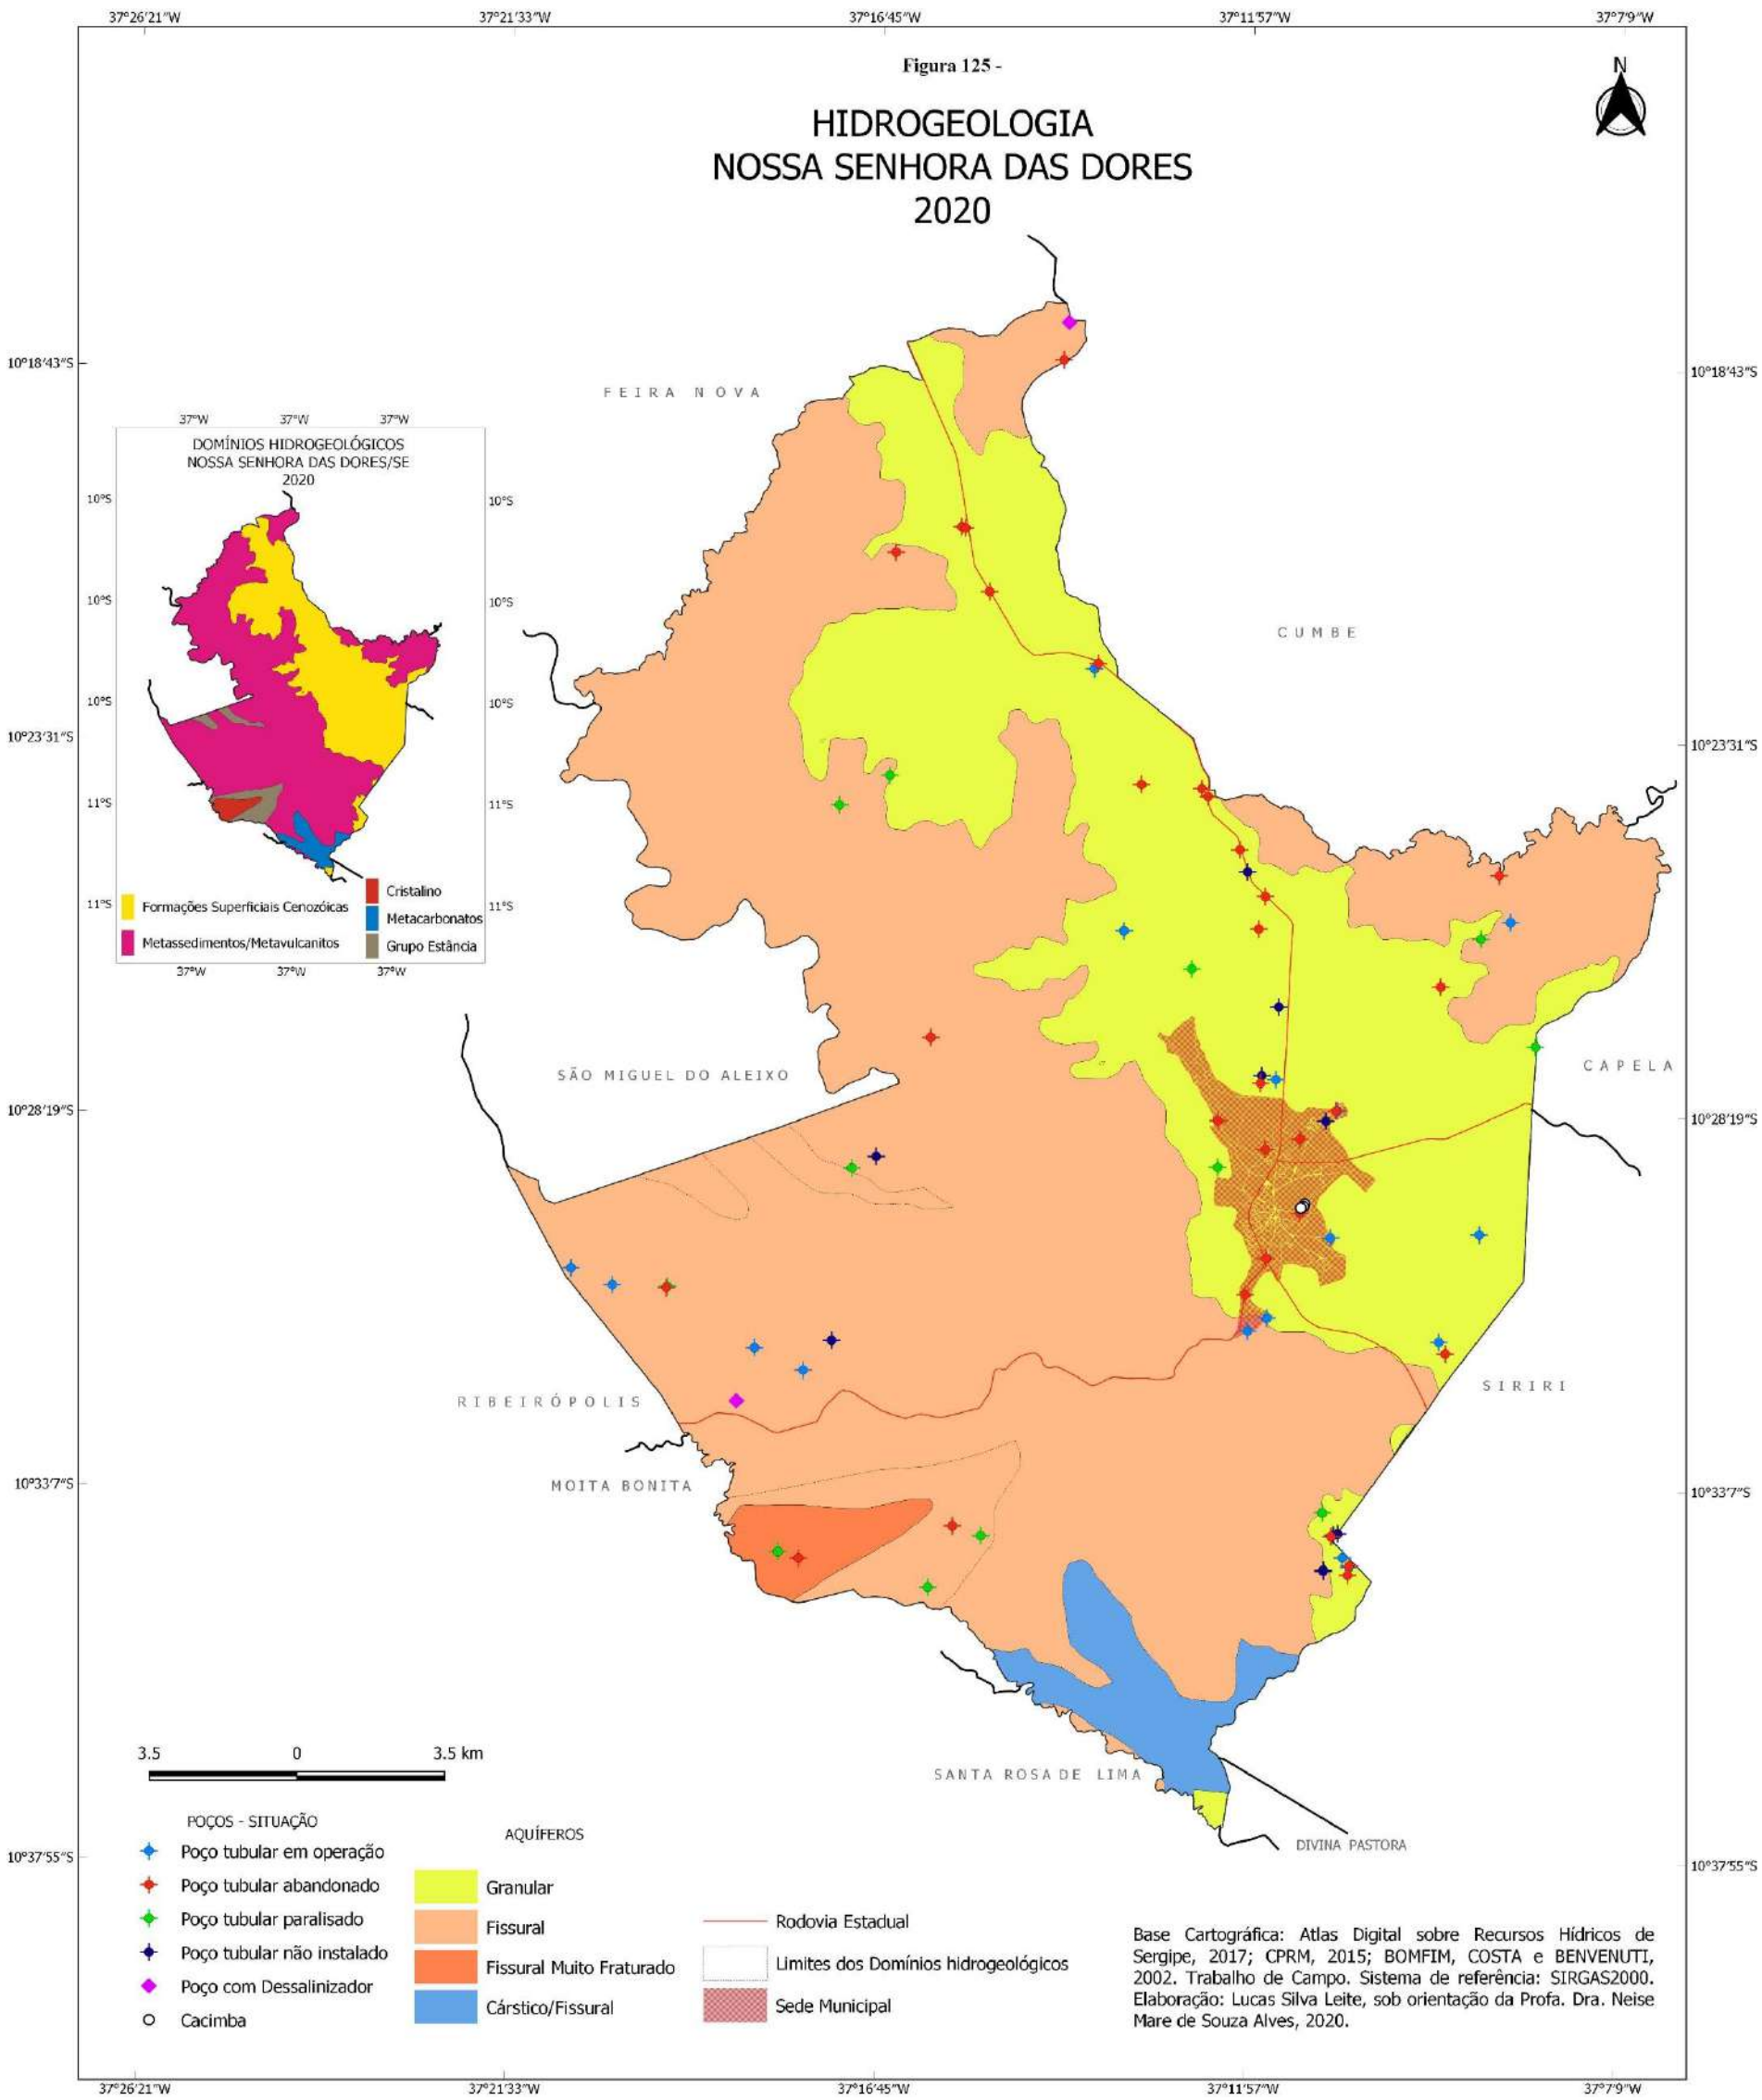 37°26'21"W
37°21'33"W
37°16'45"W
37°11'57"W
37°7'9"W
Figura 125 -
N
HIDROGEOLOGIA
NOSSA SENHORA DAS DORES
2020
10°18'43"S
10°18'43"S
FEIRA NOVA
37°W
37°W
37°W
DOMÍNIOS HIDROGEOLÓGICOS
NOSSA SENHORA DAS DORES/SE
2020
10°S
10°S
10°S
10°S
10°S
10°S
11°S
11°S
11°S
11°S
Formações Superficiais Cenozóicas
Metassedimentos/Metavulcanitos
Cristalino
Metacarbonatos
Grupo Estância
37°W
37°W
37°W
CUMBE
10°23'31"S
10°23'31"S
SÃO MIGUEL DO ALEIXO
CAPELA
10°28'19"S
10°28'19"S
RIBEIRÓPOLIS
SIRIRI
MOITA BONITA
10°33'7"S
10°33'7"S
SANTA ROSA DE LIMA
DIVINA PASTORA
10°37'55"S
10°37'55"S
3.5
0
3.5 km
POÇOS - SITUAÇÃO
Poço tubular em operação
Poço tubular abandonado
Poço tubular paralisado
Poço tubular não instalado
Poço com Dessalinizador
Cacimba
AQUÍFEROS
Granular
Fissural
Fissural Muito Fraturado
Cárstico/Fissural
Rodovia Estadual
Limites dos Domínios hidrogeológicos
Sede Municipal
Base Cartográfica: Atlas Digital sobre Recursos Hídricos de
Sergipe, 2017; CPRM, 2015; BOMFIM, COSTA e BENVENUTI,
2002. Trabalho de Campo. Sistema de referência: SIRGAS2000.
Elaboração: Lucas Silva Leite, sob orientação da Profa. Dra. Neise
Mare de Souza Alves, 2020.
37°26'21"W
37°21'33"W
37°16'45"W
37°11'57"W
37°7'9"W